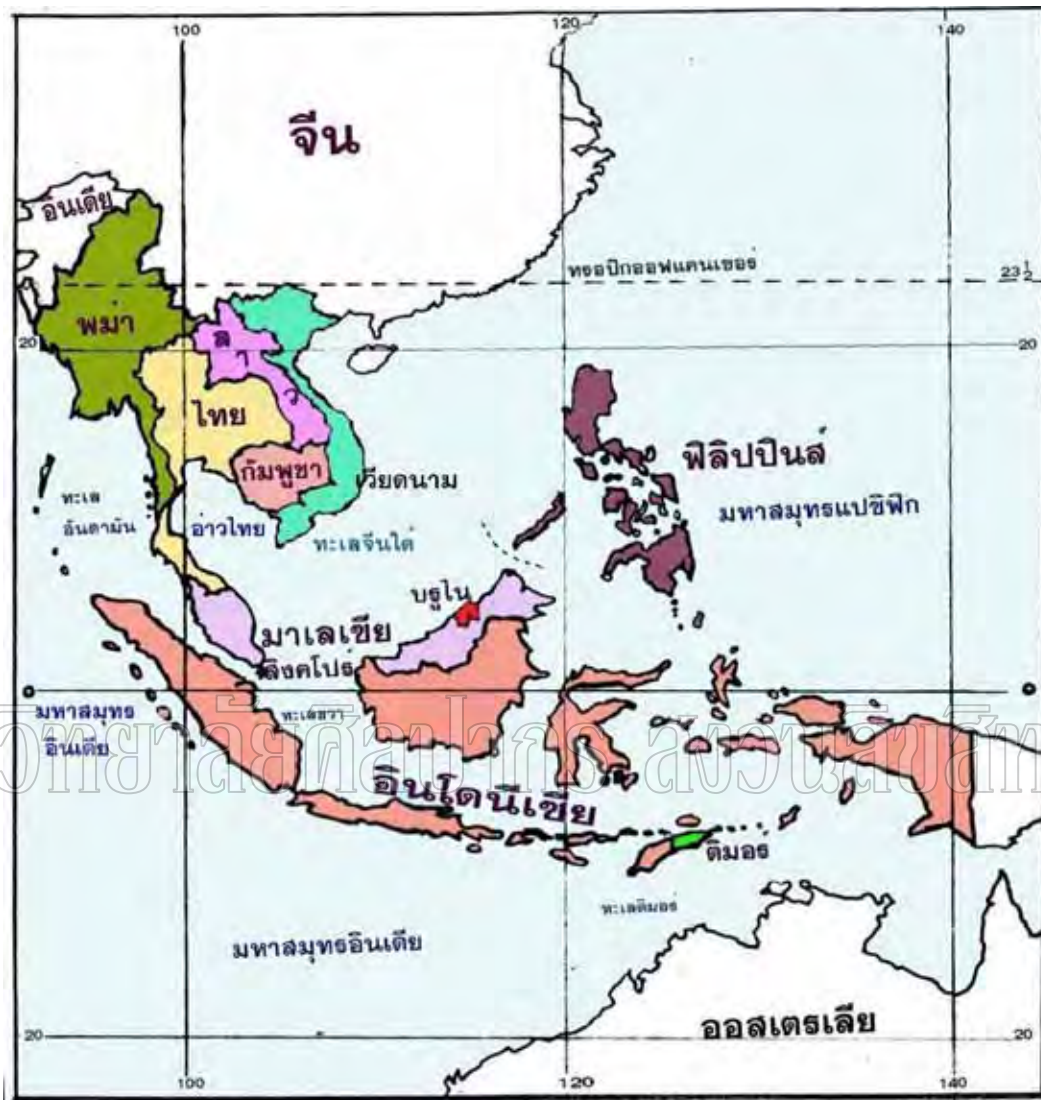 100
120
140
จีน
อินเดีย
ทรอปิกออฟแคนเซอร์
23 1/2
พม่า
ลาว
20
20
ไทย
กัมพูชา
เวียดนาม
ฟิลิปปินส์
ทะเล
อันดามัน
อ่าวไทย
มหาสมุทรแปซิฟิก
ทะเลจีนใต้
บรูไน
มาเลเซีย
สิงคโปร์
0
0
มหาสมุทร
อินเดีย
ทะเลชวา
อินโดนีเซีย
ติมอร์
ทะเลติมอร์
มหาสมุทรอินเดีย
ออสเตรเลีย
20
20
100
120
140